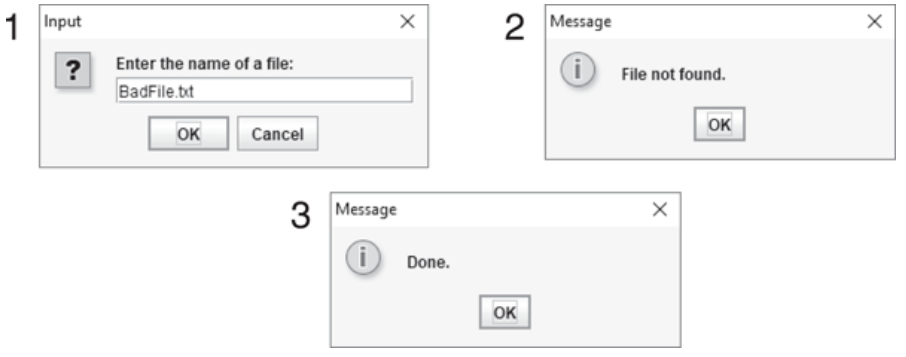 1
Input
?
Enter the name of a file:
BadFile.txt
OK Cancel
2
Message
i
File not found.
OK
3
Message
i
Done.
OK